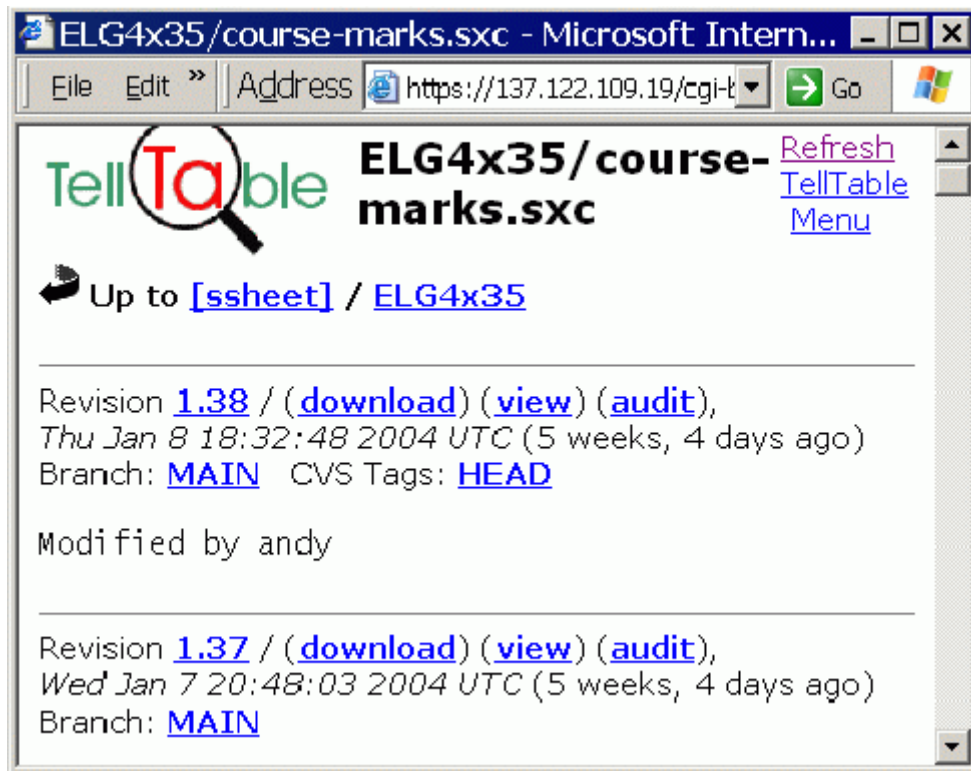 ELG4x35/course-marks.sxc - Microsoft Intern...
File Edit » Address https://137.122.109.19/cgi-b Go
TellTable
ELG4x35/course-
marks.sxc
Refresh
TellTable
Menu
Up to [ssheet] / ELG4x35
Revision 1.38 / (download) (view) (audit),
Thu Jan 8 18:32:48 2004 UTC (5 weeks, 4 days ago)
Branch: MAIN CVS Tags: HEAD
Modified by andy
Revision 1.37 / (download) (view) (audit),
Wed Jan 7 20:48:03 2004 UTC (5 weeks, 4 days ago)
Branch: MAIN